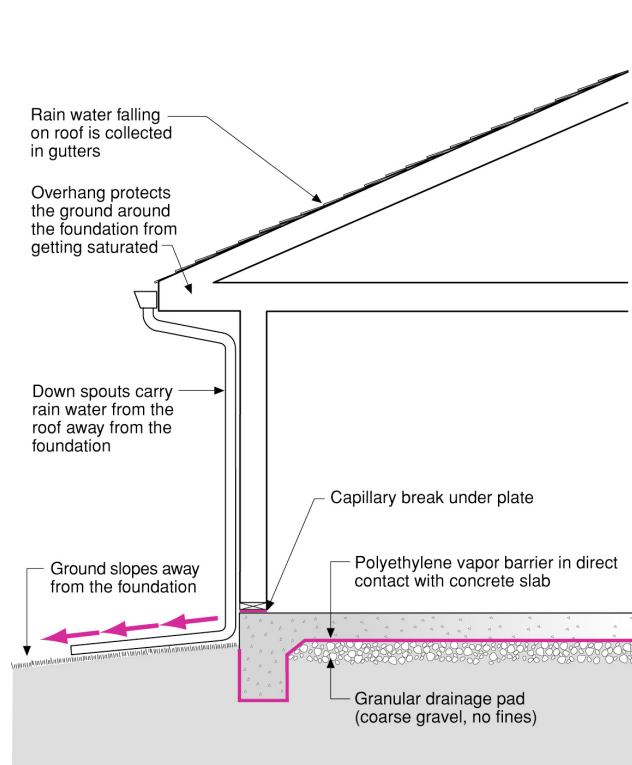 Rain water falling
on roof is collected
in gutters
Overhang protects
the ground around
the foundation from
getting saturated
Down spouts carry
rain water from the
roof away from the
foundation
Capillary break under plate
Ground slopes away
from the foundation
Polyethylene vapor barrier in direct
contact with concrete slab
Granular drainage pad
(coarse gravel, no fines)